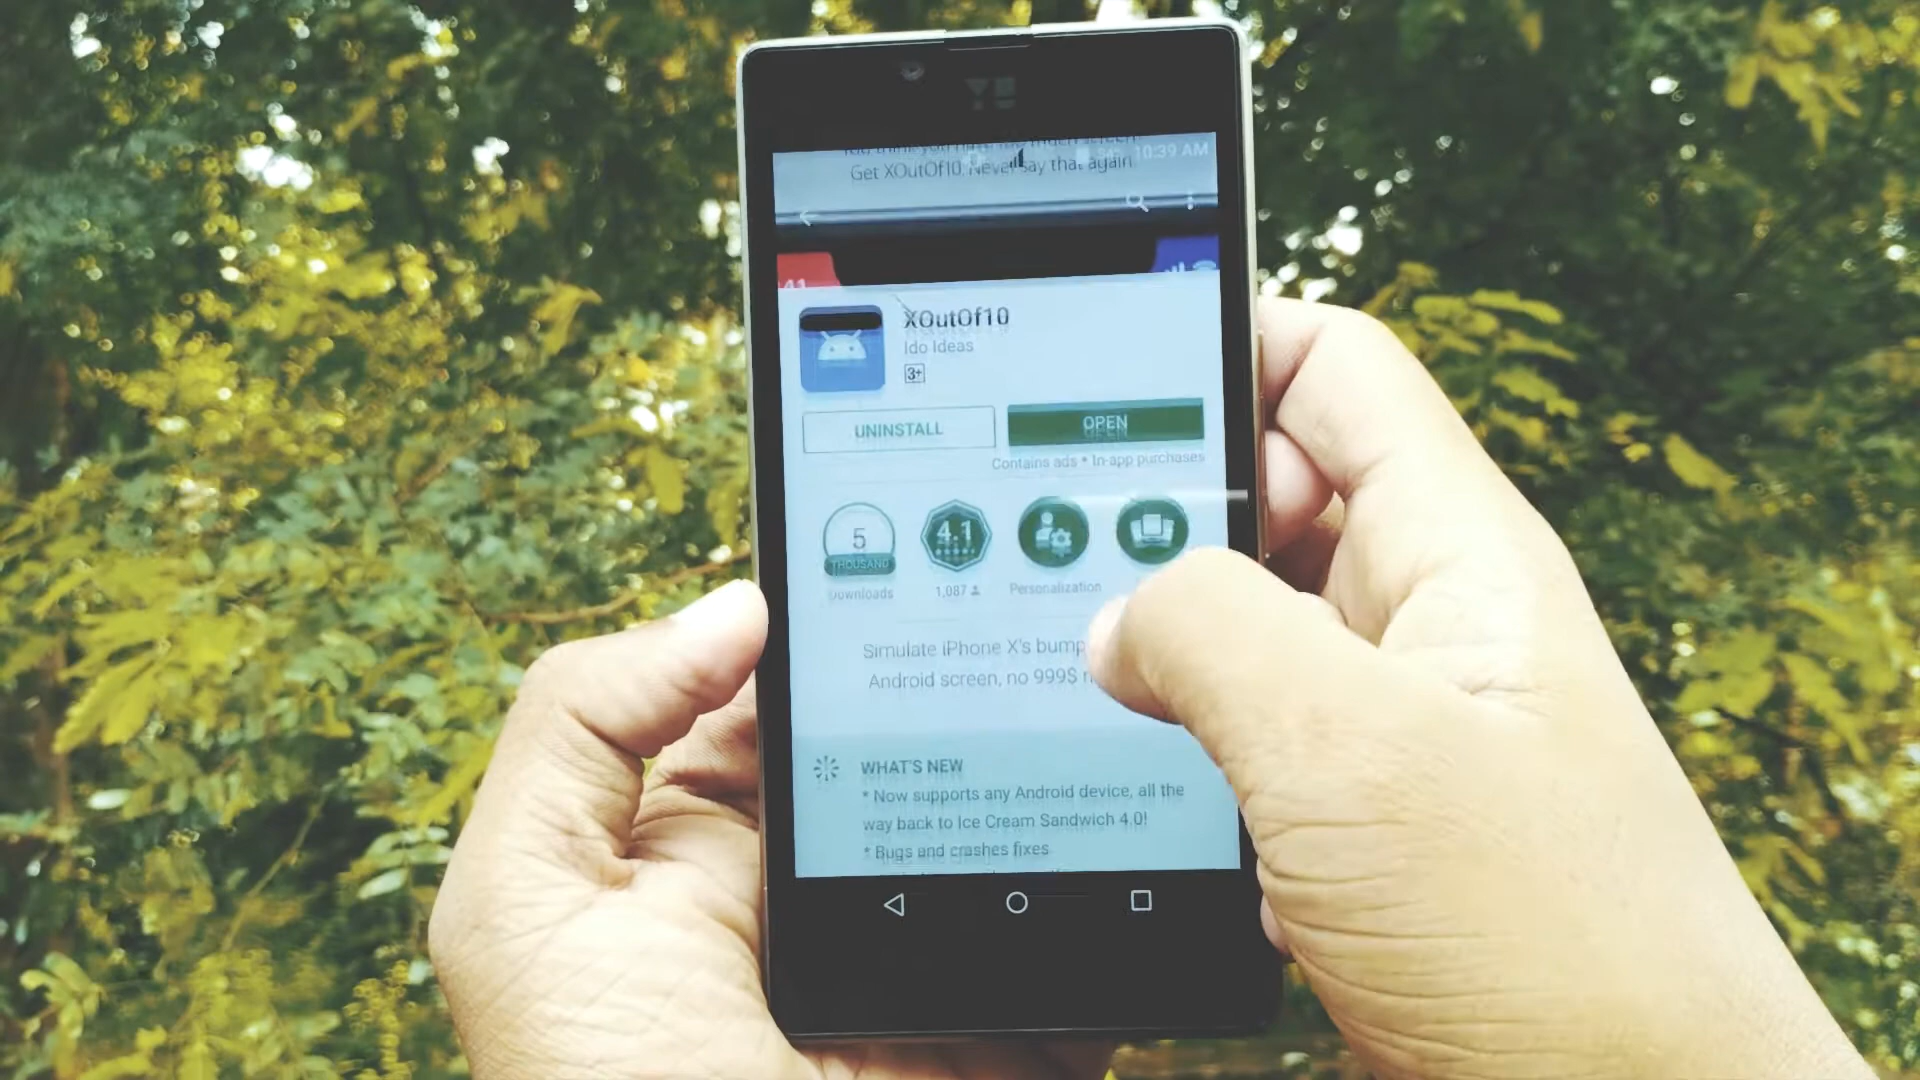 Get XOutOf10. Never say that again
10:39 AM
41
XOutOf10
Ido Ideas
3+
UNINSTALL
OPEN
Contains ads * In-app purchases
5
THOUSAND
Downloads
4.1
1,087
Personalization
Simulate iPhone X's bump
Android screen, no 999$
WHAT'S NEW
* Now supports any Android device, all the
way back to Ice Cream Sandwich 4.0!
* Bugs and crashes fixes